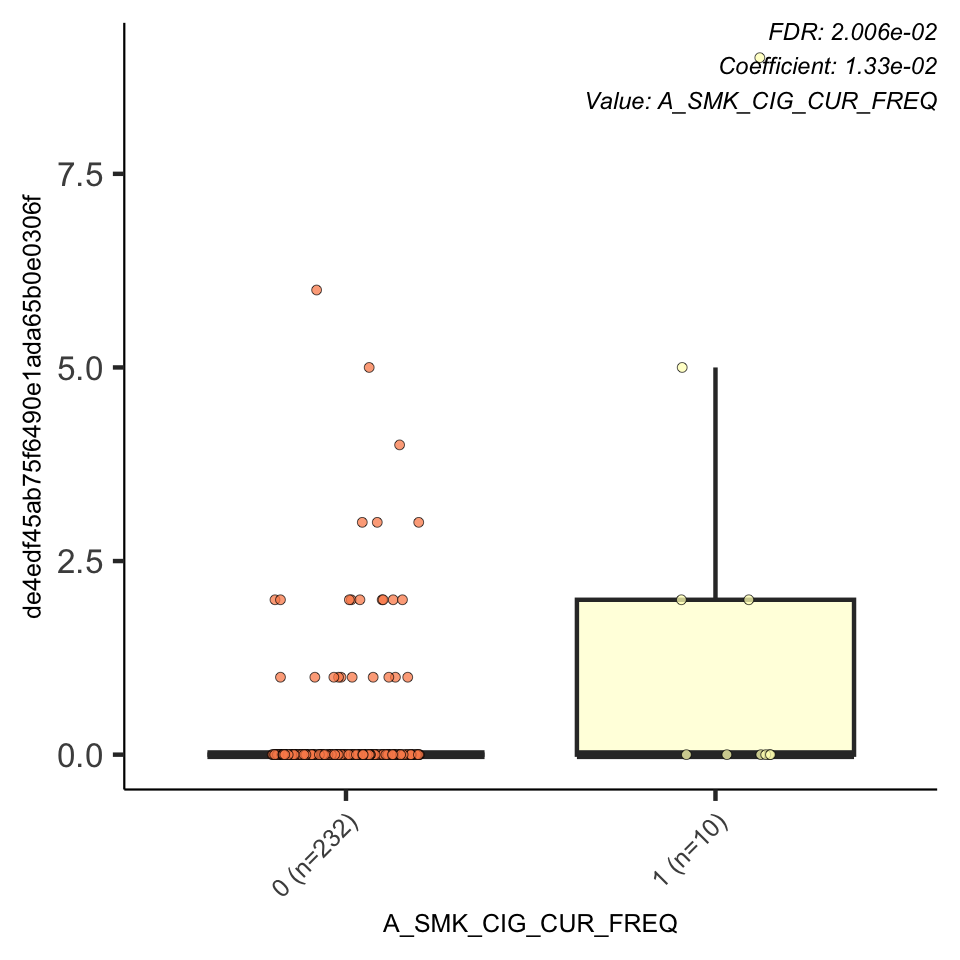 FDR: 2.006e-02
Coefficient: 1.33e-02
Value: A_SMK_CIG_CUR_FREQ
de4edf45ab75f6490e1ada65b0e0306f
7.5
5.0
2.5
0.0
0 (n=232)
1 (n=10)
A_SMK_CIG_CUR_FREQ